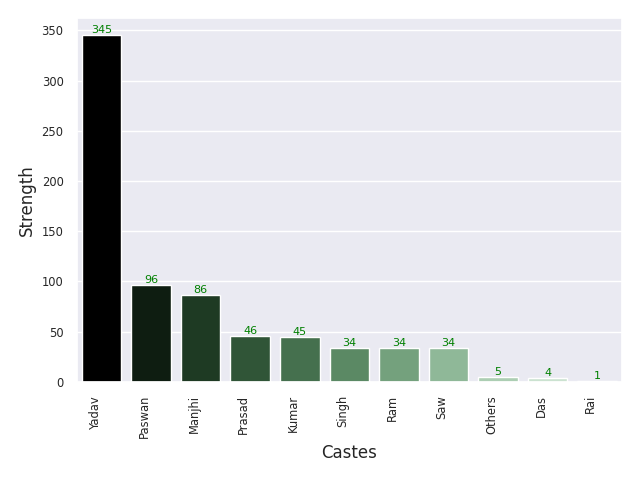 350
300
250
200
150
100
50
0
Strength
345
96
86
46
45
34
34
34
5
4
1
Yadav
Paswan
Manjhi
Prasad
Kumar
Singh
Ram
Saw
Others
Das
Rai
Castes